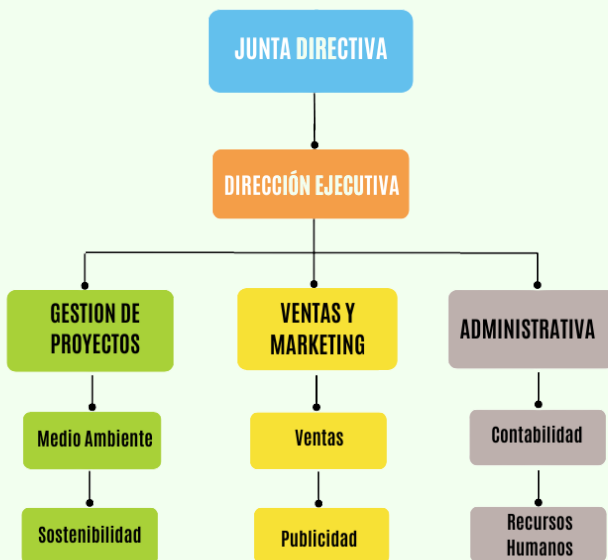 JUNTA DIRECTIVA
DIRECCIÓN EJECUTIVA
GESTION DE
PROYECTOS
VENTAS Y
MARKETING
ADMINISTRATIVA
Medio Ambiente
Ventas
Contabilidad
Sostenibilidad
Publicidad
Recursos
Humanos